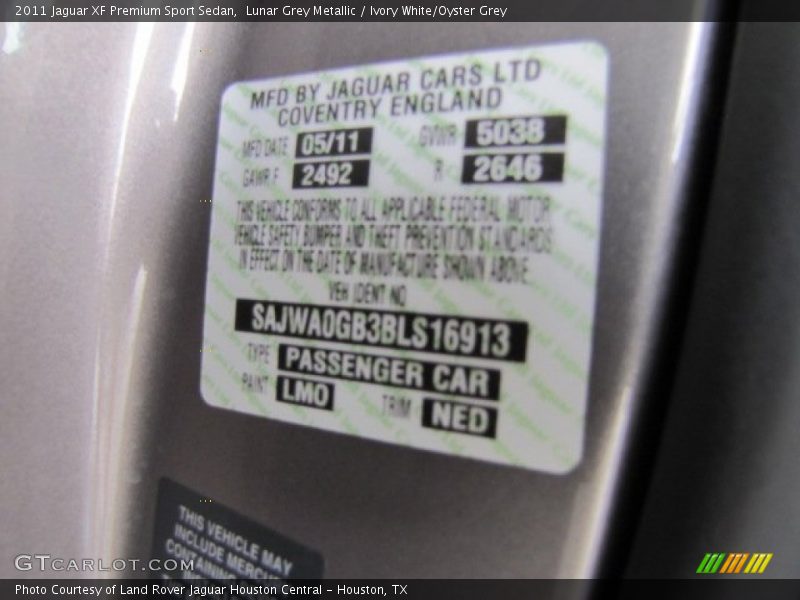 2011 Jaguar XF Premium Sport Sedan,  Lunar Grey Metallic / Ivory White/Oyster Grey
MFD BY JAGUAR CARS LTD
COVENTRY ENGLAND
MFD DATE 05/11 GVWR 5038
GAWR F 2492 R 2646
THIS VEHICLE CONFORMS TO ALL APPLICABLE FEDERAL MOTOR
VEHICLE SAFETY BUMPER AND THEFT PREVENTION STANDARDS
IN EFFECT ON THE DATE OF MANUFACTURE SHOWN ABOVE
VEH IDENT NO
SAJWA0GB3BLS16913
TYPE PASSENGER CAR
PAINT LMO TRIM NED
THIS VEHICLE MAY
INCLUDE MERCU
CONTAINING
GTcarlot.com
Photo Courtesy of Land Rover Jaguar Houston Central - Houston, TX